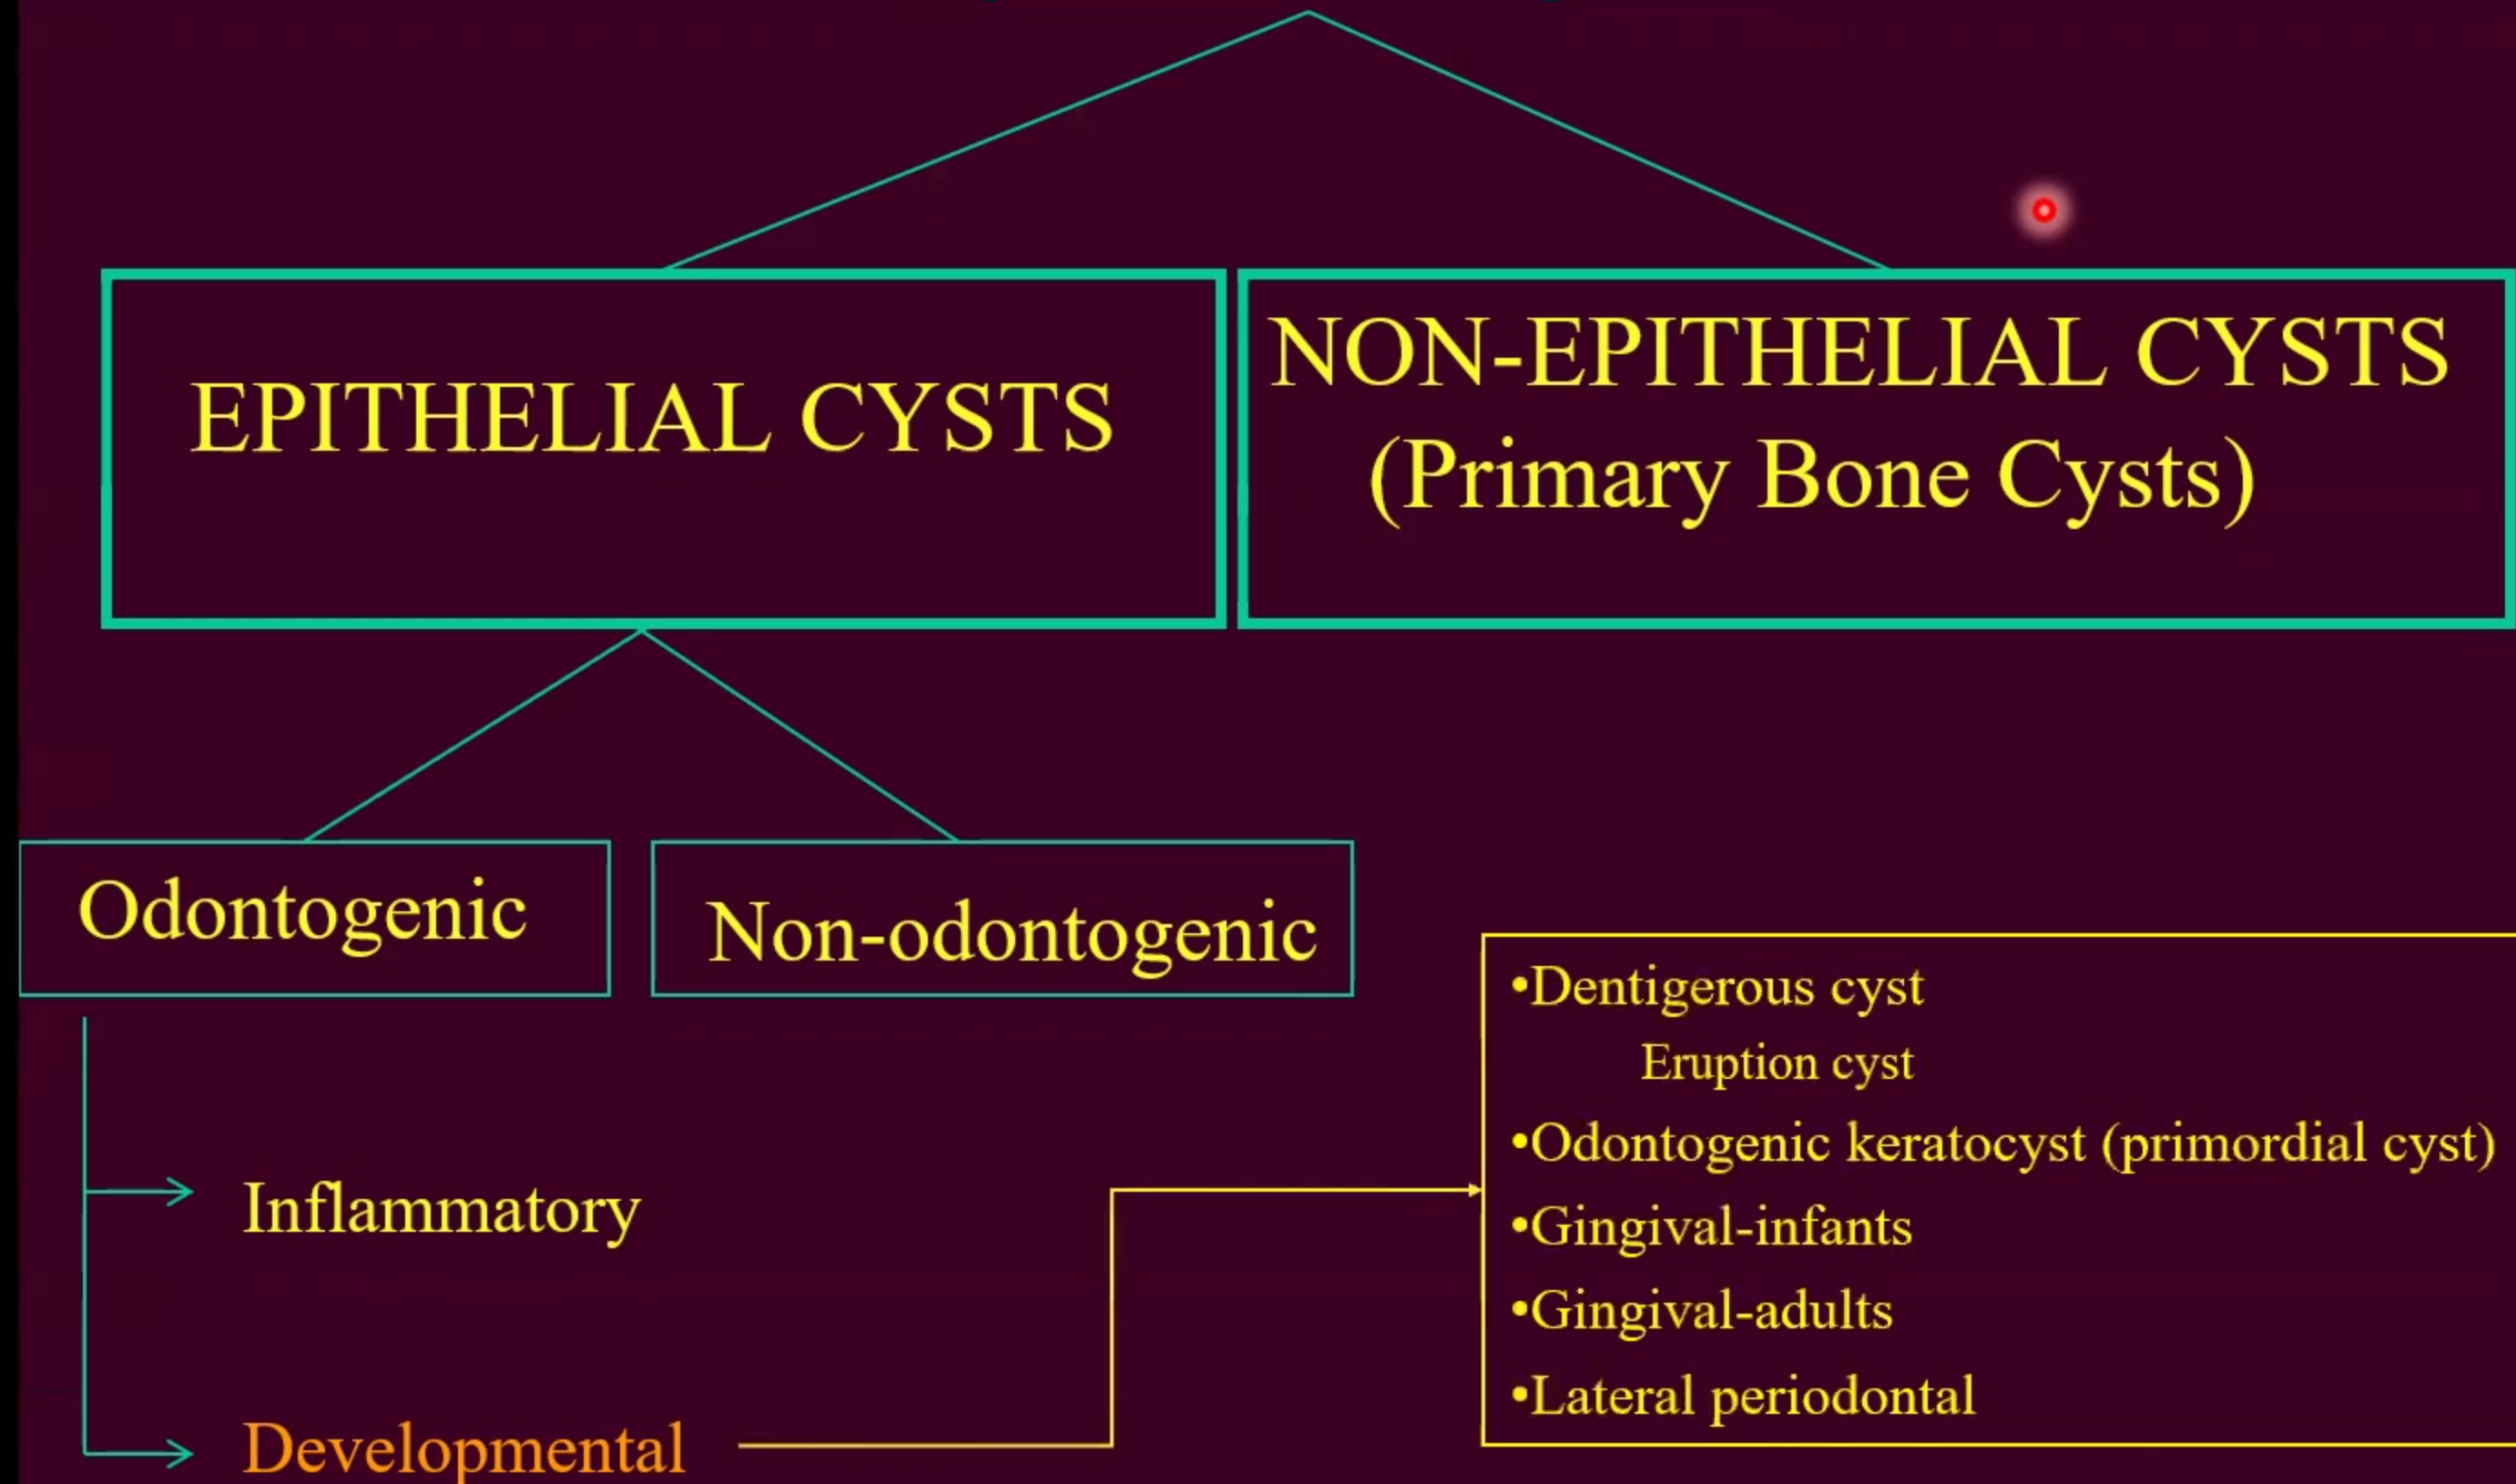 EPITHELIAL CYSTS
NON-EPITHELIAL CYSTS
(Primary Bone Cysts)
Odontogenic
Non-odontogenic
Inflammatory
Developmental
•Dentigerous cyst
Eruption cyst
•Odontogenic keratocyst (primordial cyst)
•Gingival-infants
•Gingival-adults
•Lateral periodontal